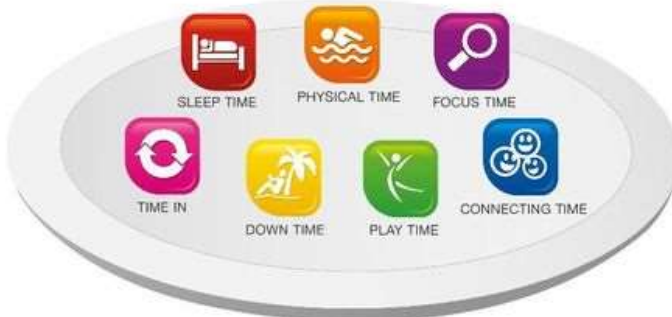 SLEEP TIME
PHYSICAL TIME
FOCUS TIME
TIME IN
DOWN TIME
PLAY TIME
CONNECTING TIME